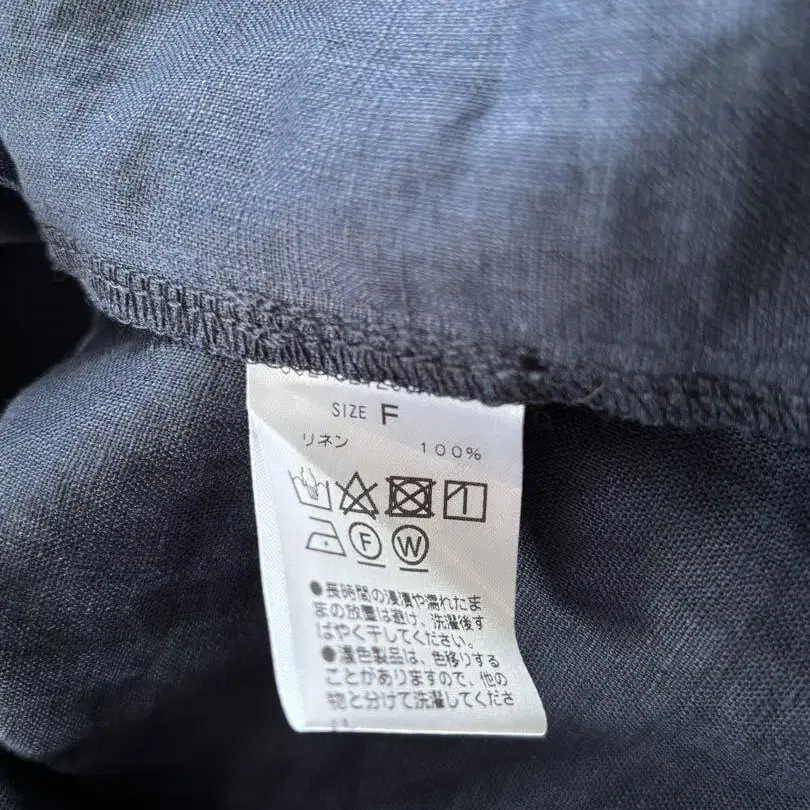 SIZE F
リネン 100%
F W
●長時間の浸漬や濡れたま
まの放置は避け、洗濯後す
ばやく干してください。
●濃色製品は、色移りする
ことがありますので、他の
物と分けて洗濯してくださ